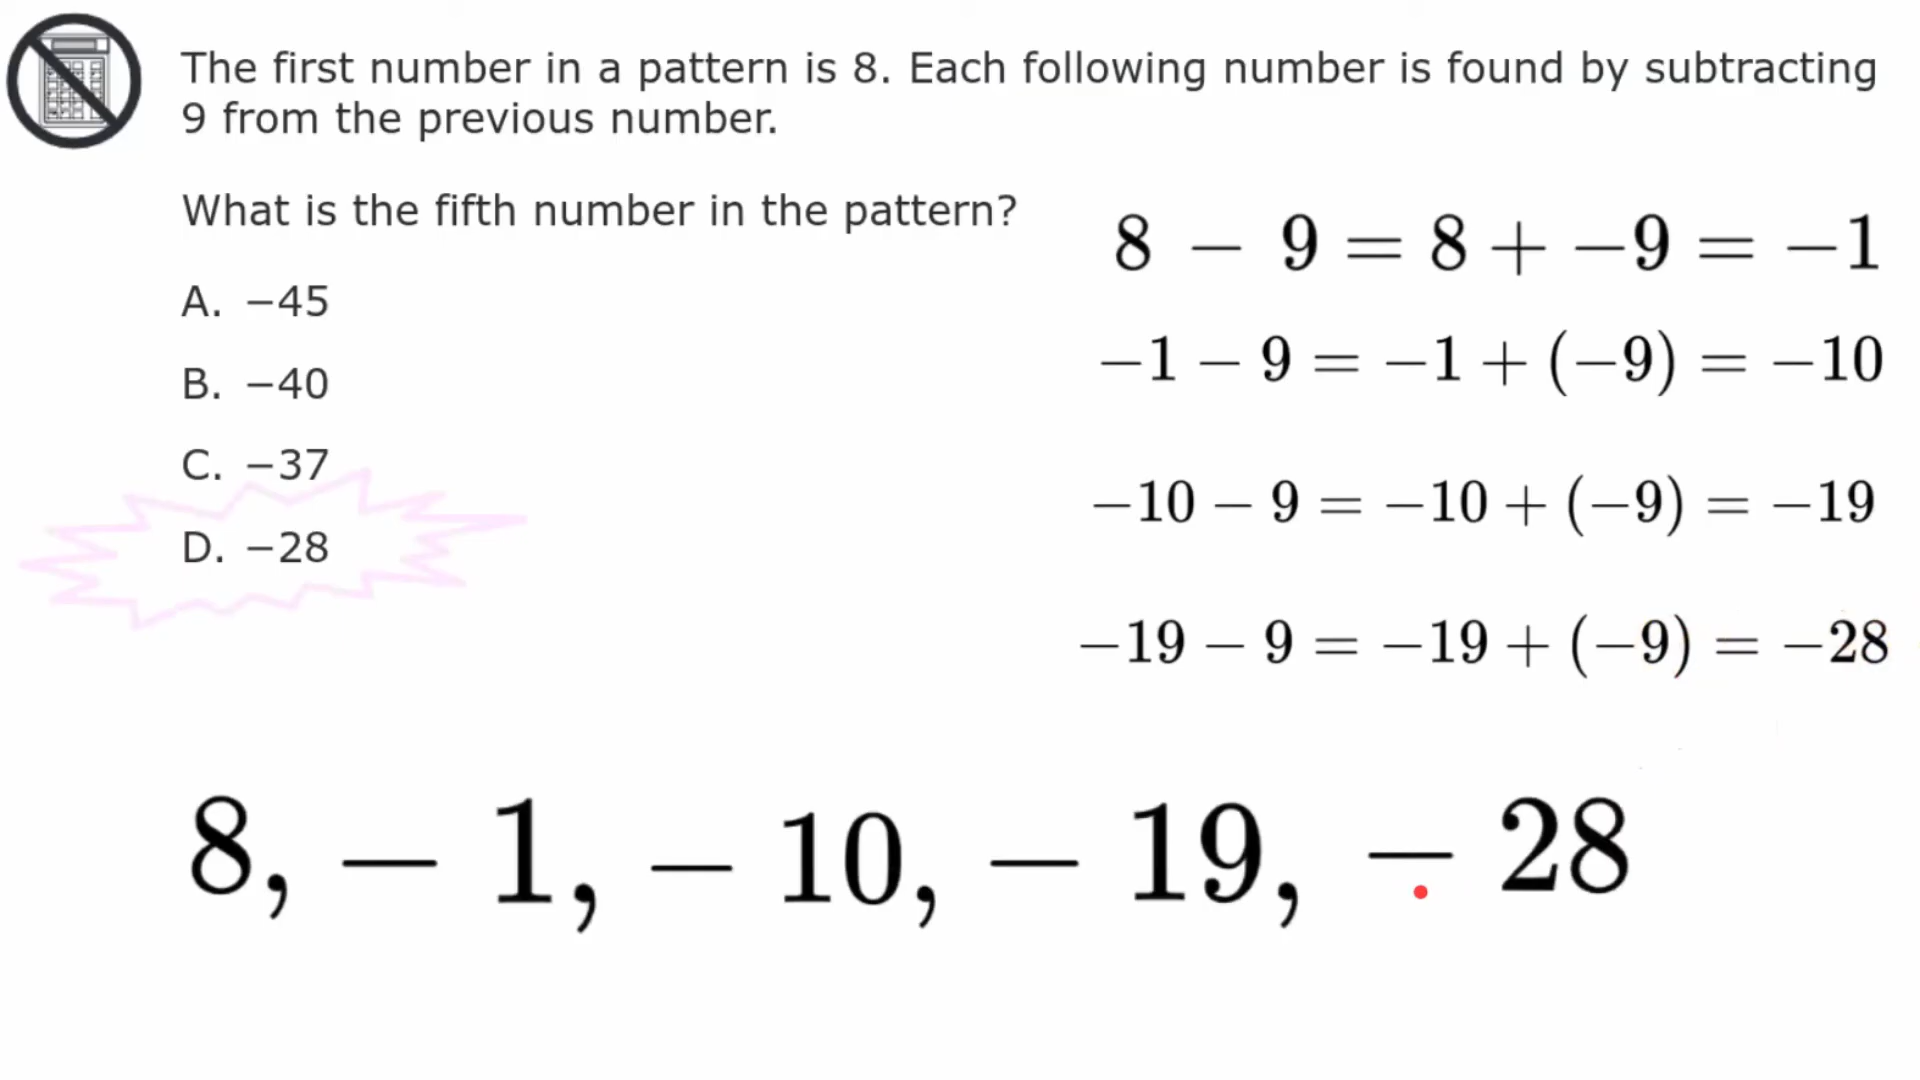 The first number in a pattern is 8. Each following number is found by subtracting
9 from the previous number.
What is the fifth number in the pattern?
A. −45
B. −40
C. −37
D. −28
8 − 9 = 8 + −9 = −1
−1 − 9 = −1 + (−9) = −10
−10 − 9 = −10 + (−9) = −19
−19 − 9 = −19 + (−9) = −28
8, − 1, − 10, − 19, − 28